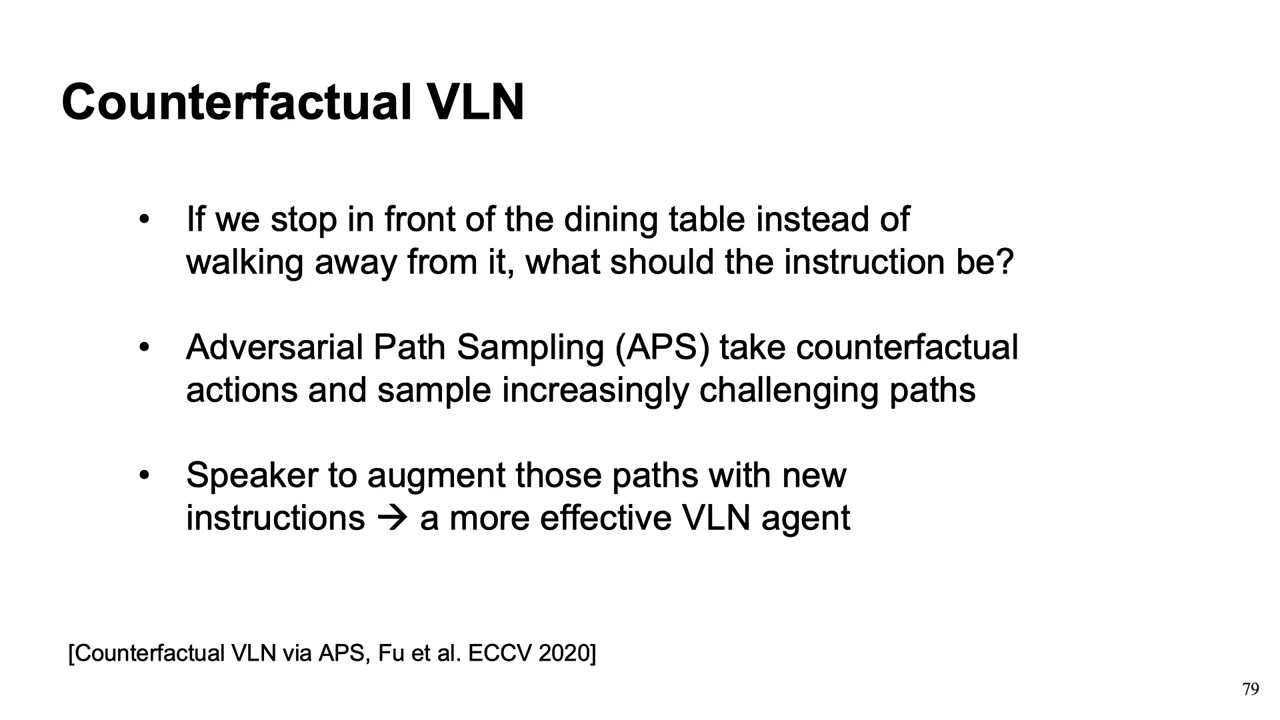 Counterfactual VLN
• If we stop in front of the dining table instead of
walking away from it, what should the instruction be?
• Adversarial Path Sampling (APS) take counterfactual
actions and sample increasingly challenging paths
• Speaker to augment those paths with new
instructions → a more effective VLN agent
[Counterfactual VLN via APS, Fu et al. ECCV 2020]
79